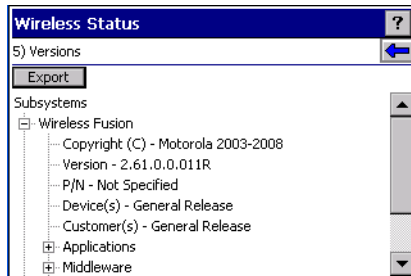 Wireless Status ?
5) Versions
Export
Subsystems
Wireless Fusion
Copyright (C) - Motorola 2003-2008
Version - 2.61.0.0.011R
P/N - Not Specified
Device(s) - General Release
Customer(s) - General Release
Applications
Middleware